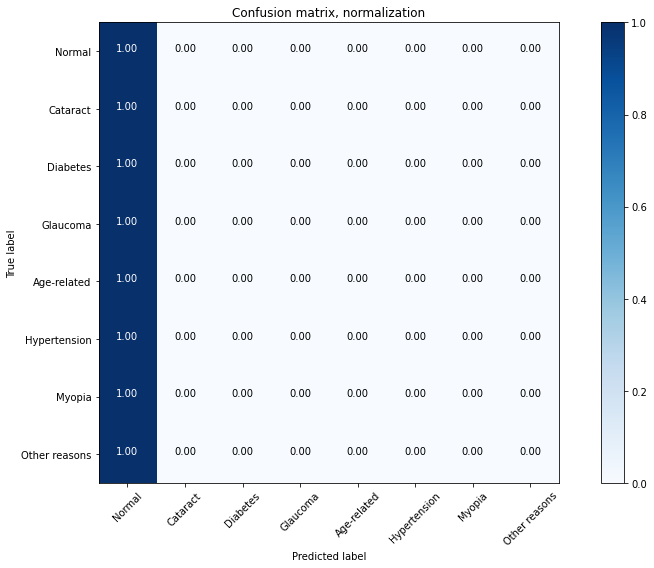 Confusion matrix, normalization
Normal 1.00 0.00 0.00 0.00 0.00 0.00 0.00 0.00
Cataract 1.00 0.00 0.00 0.00 0.00 0.00 0.00 0.00
Diabetes 1.00 0.00 0.00 0.00 0.00 0.00 0.00 0.00
Glaucoma 1.00 0.00 0.00 0.00 0.00 0.00 0.00 0.00
Age-related 1.00 0.00 0.00 0.00 0.00 0.00 0.00 0.00
Hypertension 1.00 0.00 0.00 0.00 0.00 0.00 0.00 0.00
Myopia 1.00 0.00 0.00 0.00 0.00 0.00 0.00 0.00
Other reasons 1.00 0.00 0.00 0.00 0.00 0.00 0.00 0.00
True label
Normal Cataract Diabetes Glaucoma Age-related Hypertension Myopia Other reasons
Predicted label
1.0
0.8
0.6
0.4
0.2
0.0